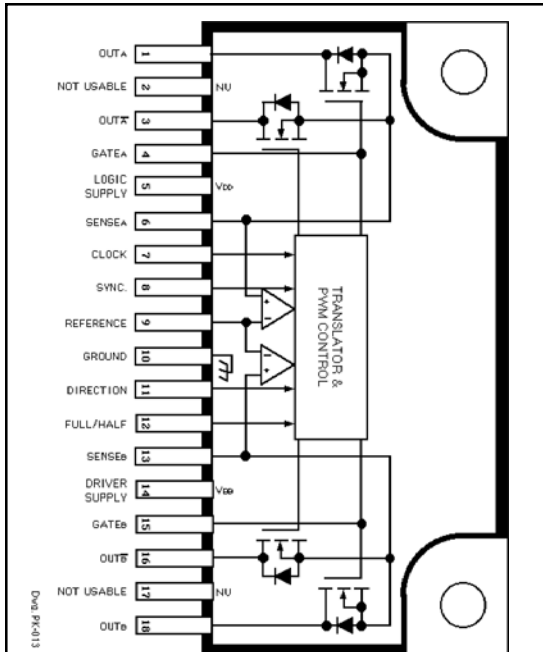 OUTA 1
NOT USABLE 2 NU
OUTA̅ 3
GATEA 4
LOGIC
SUPPLY 5 VDD
SENSEA 6
CLOCK 7
SYNC. 8
REFERENCE 9
GROUND 10
DIRECTION 11
FULL/HALF 12
SENSEB 13
DRIVER
SUPPLY 14 VBB
GATEB 15
OUTB̅ 16
NOT USABLE 17 NU
OUTB 18
+
−
−
+
TRANSLATOR &
PWM CONTROL
Dwg. PK-013